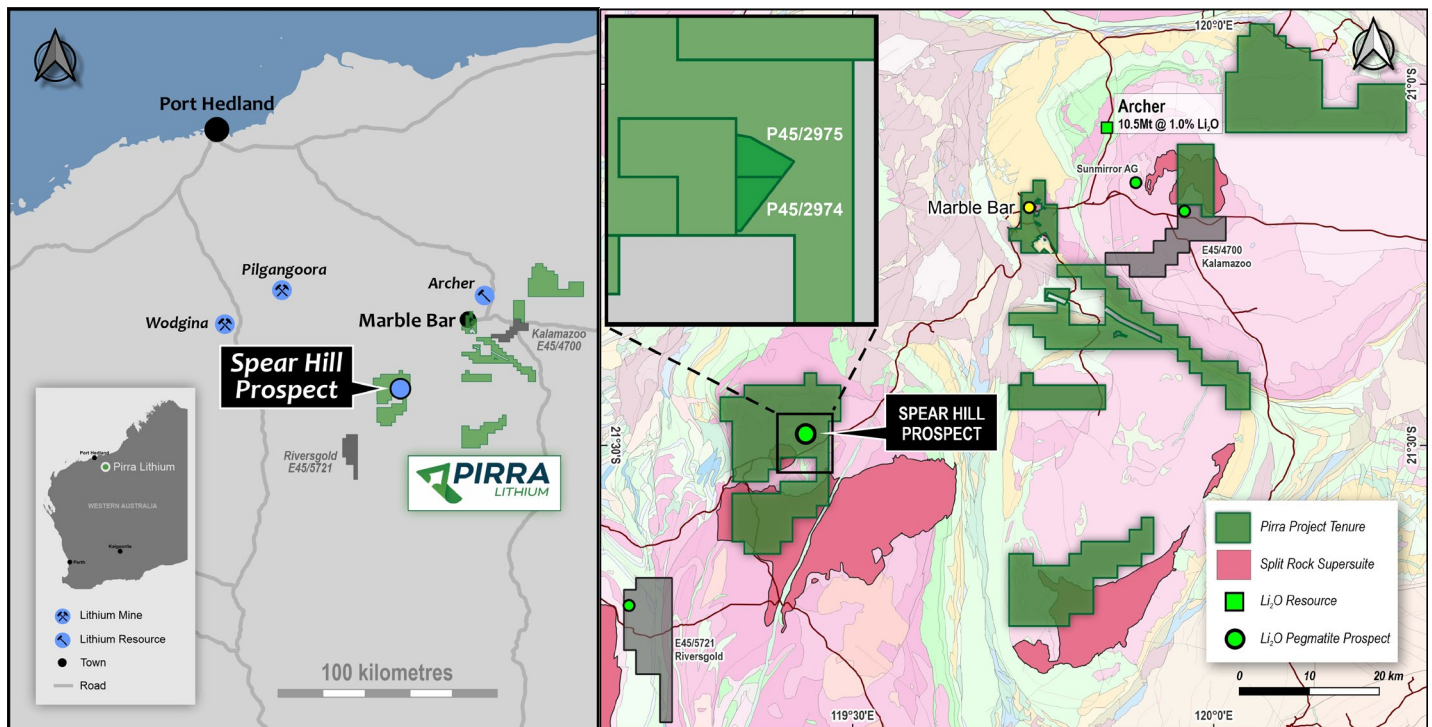 Port Hedland
Pilgangoora
Wodgina
Archer
Marble Bar
Kalamazoo
E45/4700
Spear Hill
Prospect
Riversgold
E45/5721
PIRRA
LITHIUM
Port Hedland
Pirra Lithium
WESTERN AUSTRALIA
Kalgoorlie
Perth
Lithium Mine
Lithium Resource
Town
Road
100 kilometres
P45/2975
P45/2974
120°0'E
21°0'S
Archer
10.5Mt @ 1.0% Li₂O
Sunmirror AG
Marble Bar
E45/4700
Kalamazoo
SPEAR HILL
PROSPECT
21°30'S
21°30'S
E45/5721
Riversgold
Pirra Project Tenure
Split Rock Supersuite
Li₂O Resource
Li₂O Pegmatite Prospect
0 10 20 km
119°30'E
120°0'E